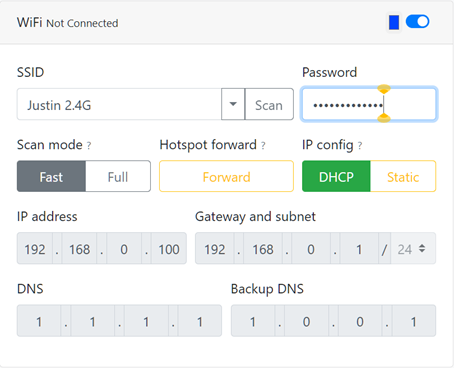 WiFi Not Connected
SSID Password
Justin 2.4G Scan •••••••••••••
Scan mode ? Hotspot forward ? IP config ?
Fast Full Forward DHCP Static
IP address Gateway and subnet
192 . 168 . 0 . 100 192 . 168 . 0 . 1 / 24
DNS Backup DNS
1 . 1 . 1 . 1 1 . 0 . 0 . 1